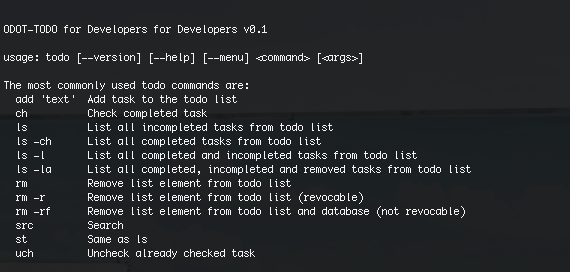 ODOT-TODO for Developers for Developers v0.1
usage: todo [--version] [--help] [--menu] <command> [<args>]
The most commonly used todo commands are:
add 'text' Add task to the todo list
ch Check completed task
ls List all incompleted tasks from todo list
ls -ch List all completed tasks from todo list
ls -l List all completed and incompleted tasks from todo list
ls -la List all completed, incompleted and removed tasks from todo list
rm Remove list element from todo list
rm -r Remove list element from todo list (revocable)
rm -rf Remove list element from todo list and database (not revocable)
src Search
st Same as ls
uch Uncheck already checked task